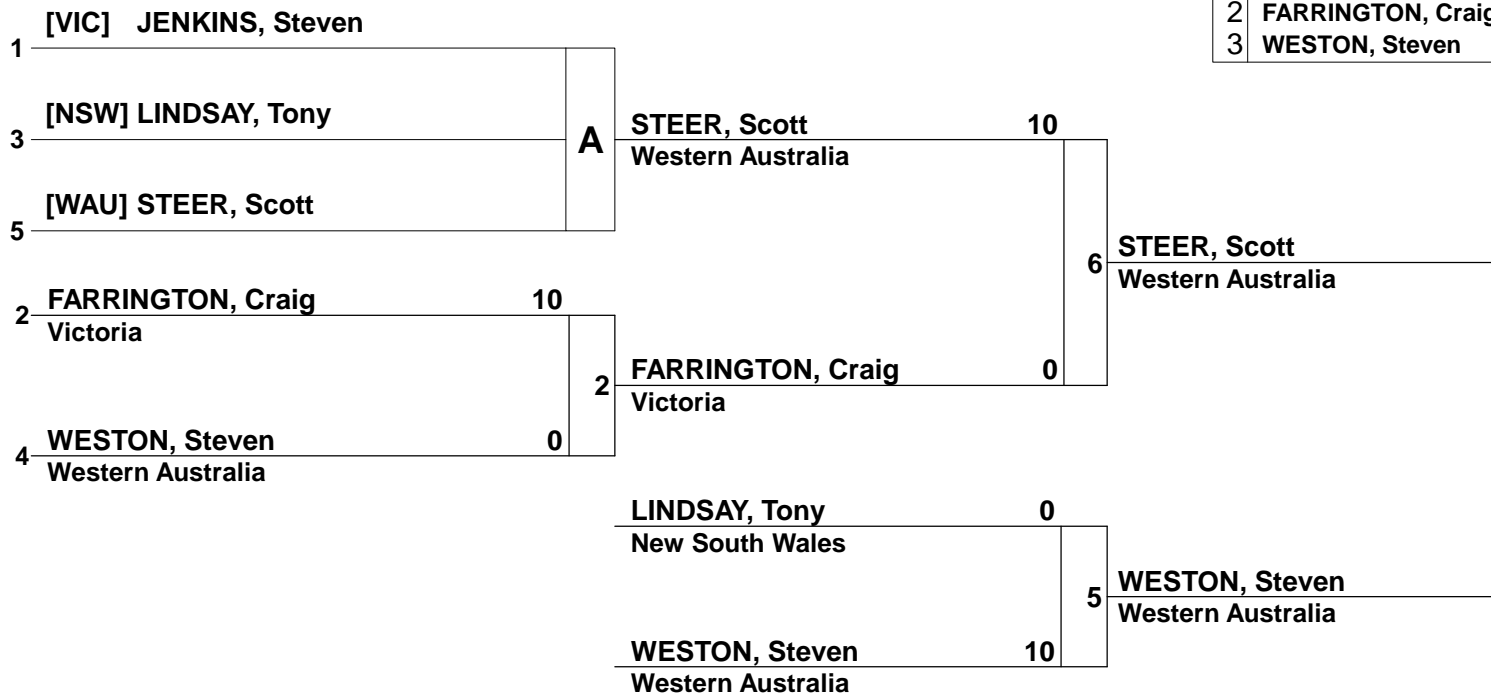 [VIC] JENKINS, Steven
1
2 FARRINGTON, Craig
3 WESTON, Steven
[NSW] LINDSAY, Tony
3
A
STEER, Scott 10
Western Australia
[WAU] STEER, Scott
5
6
STEER, Scott
Western Australia
FARRINGTON, Craig 10
2
Victoria
2
FARRINGTON, Craig 0
Victoria
WESTON, Steven 0
4
Western Australia
LINDSAY, Tony 0
New South Wales
5
WESTON, Steven
Western Australia
WESTON, Steven 10
Western Australia